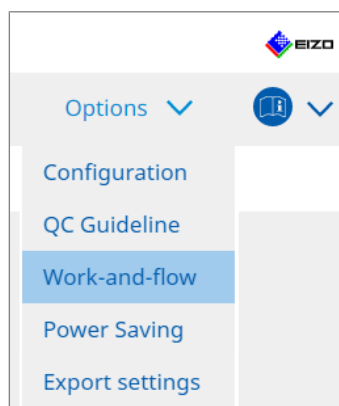 EIZO
Options
Configuration
QC Guideline
Work-and-flow
Power Saving
Export settings